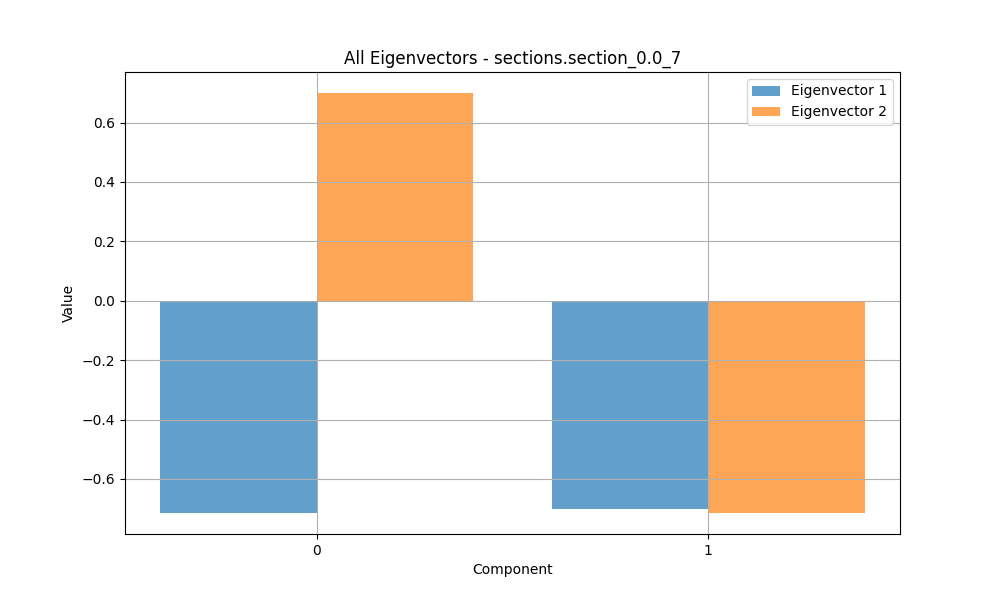 All Eigenvectors - sections.section_0.0_7
Eigenvector 1
Eigenvector 2
0.6
0.4
0.2
0.0
−0.2
−0.4
−0.6
Value
0 1
Component